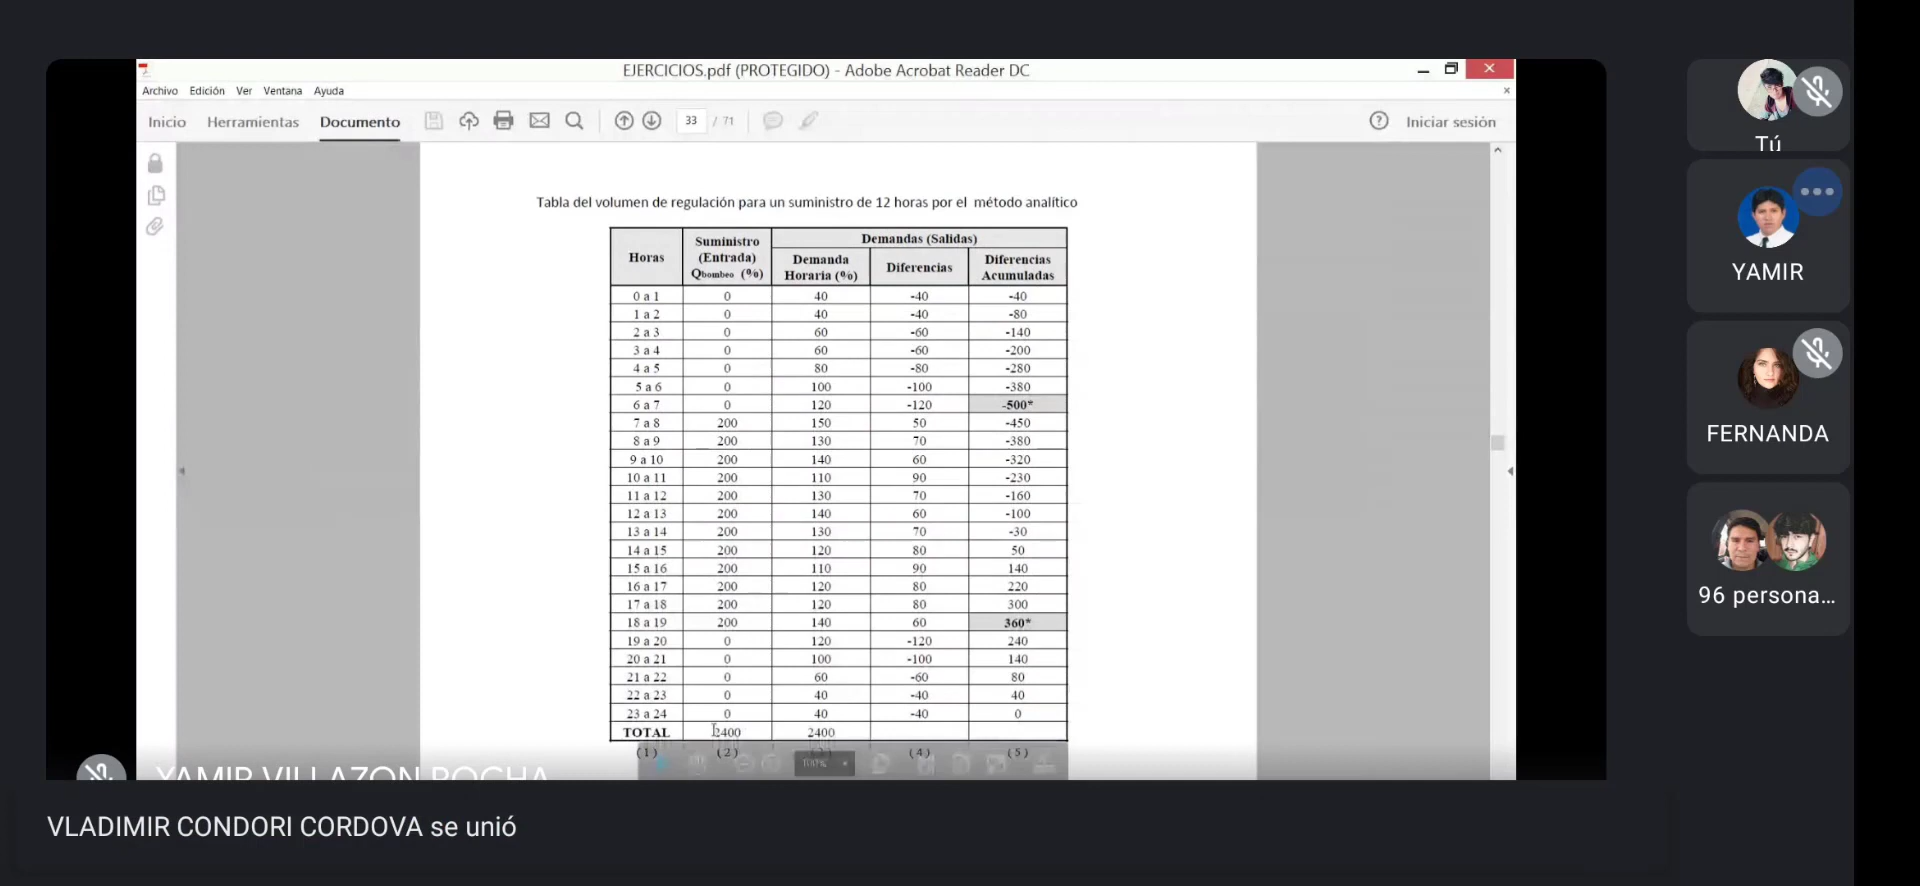 EJERCICIOS.pdf (PROTEGIDO) - Adobe Acrobat Reader DC
Archivo Edición Ver Ventana Ayuda
Inicio Herramientas Documento 33 / 71 Iniciar sesión
Tabla del volumen de regulación para un suministro de 12 horas por el método analítico
Horas Suministro (Entrada) Qbombeo (%) Demandas (Salidas)
Demanda Horaria (%) Diferencias Diferencias Acumuladas
0 a 1 0 40 -40 -40
1 a 2 0 40 -40 -80
2 a 3 0 60 -60 -140
3 a 4 0 60 -60 -200
4 a 5 0 80 -80 -280
5 a 6 0 100 -100 -380
6 a 7 0 120 -120 -500*
7 a 8 200 150 50 -450
8 a 9 200 130 70 -380
9 a 10 200 140 60 -320
10 a 11 200 110 90 -230
11 a 12 200 130 70 -160
12 a 13 200 140 60 -100
13 a 14 200 130 70 -30
14 a 15 200 120 80 50
15 a 16 200 110 90 140
16 a 17 200 120 80 220
17 a 18 200 120 80 300
18 a 19 200 140 60 360*
19 a 20 0 120 -120 240
20 a 21 0 100 -100 140
21 a 22 0 60 -60 80
22 a 23 0 40 -40 40
23 a 24 0 40 -40 0
TOTAL 2400 2400
(1) (2) (3) (4) (5)
100%
YAMIR VILLAZON ROCHA
VLADIMIR CONDORI CORDOVA se unió
Tú
YAMIR
FERNANDA
96 persona...